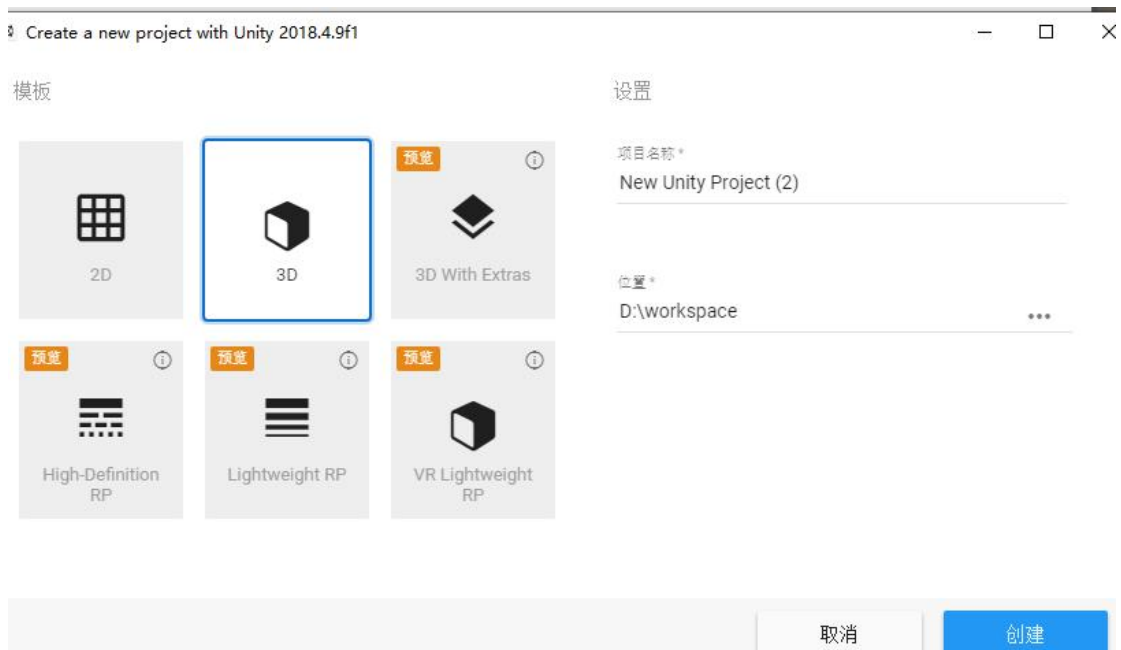 Create a new project with Unity 2018.4.9f1
模板
设置
2D
3D
预览
3D With Extras
预览
High-Definition
RP
预览
Lightweight RP
预览
VR Lightweight
RP
项目名称*
New Unity Project (2)
位置*
D:\workspace
取消
创建